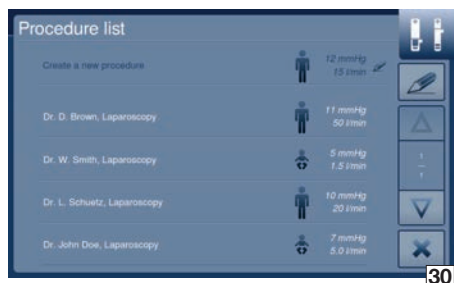 Procedure list
Create a new procedure
12 mmHg
15 l/min
Dr. D. Brown, Laparoscopy
11 mmHg
50 l/min
Dr. W. Smith, Laparoscopy
5 mmHg
1.5 l/min
Dr. L. Schuetz, Laparoscopy
10 mmHg
20 l/min
Dr. John Doe, Laparoscopy
7 mmHg
5.0 l/min
1
1
30